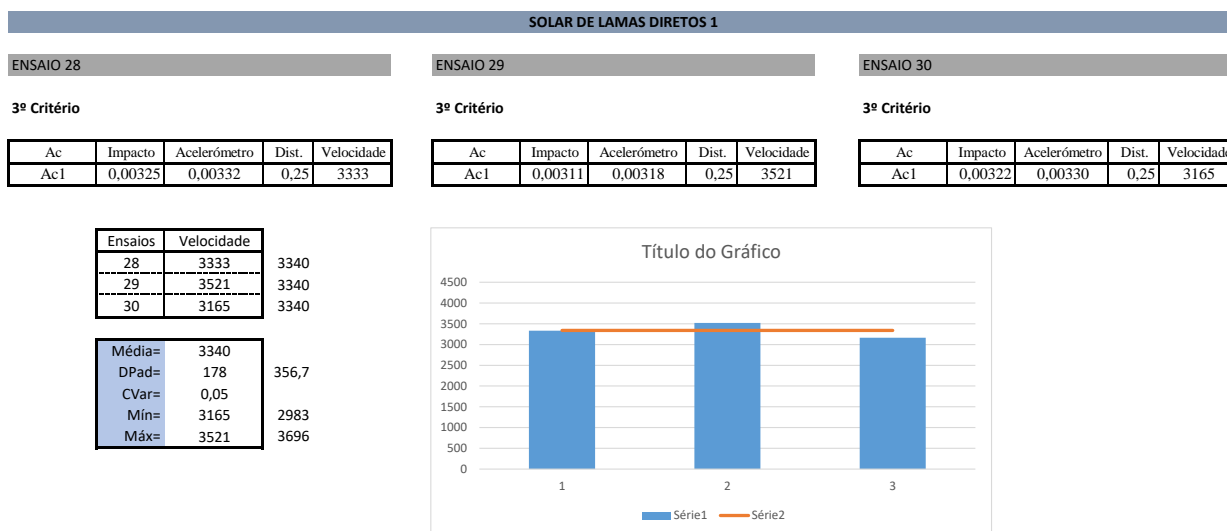 SOLAR DE LAMAS DIRETOS 1
ENSAIO 28
ENSAIO 29
ENSAIO 30
3º Critério
3º Critério
3º Critério
Ac Impacto Acelerómetro Dist. Velocidade
Ac1 0,00325 0,00332 0,25 3333
Ac Impacto Acelerómetro Dist. Velocidade
Ac1 0,00311 0,00318 0,25 3521
Ac Impacto Acelerómetro Dist. Velocidade
Ac1 0,00322 0,00330 0,25 3165
Ensaios Velocidade
28 3333 3340
29 3521 3340
30 3165 3340
Média= 3340
DPad= 178 356,7
CVar= 0,05
Mín= 3165 2983
Máx= 3521 3696
Título do Gráfico
4500
4000
3500
3000
2500
2000
1500
1000
500
0
1 2 3
Série1 Série2